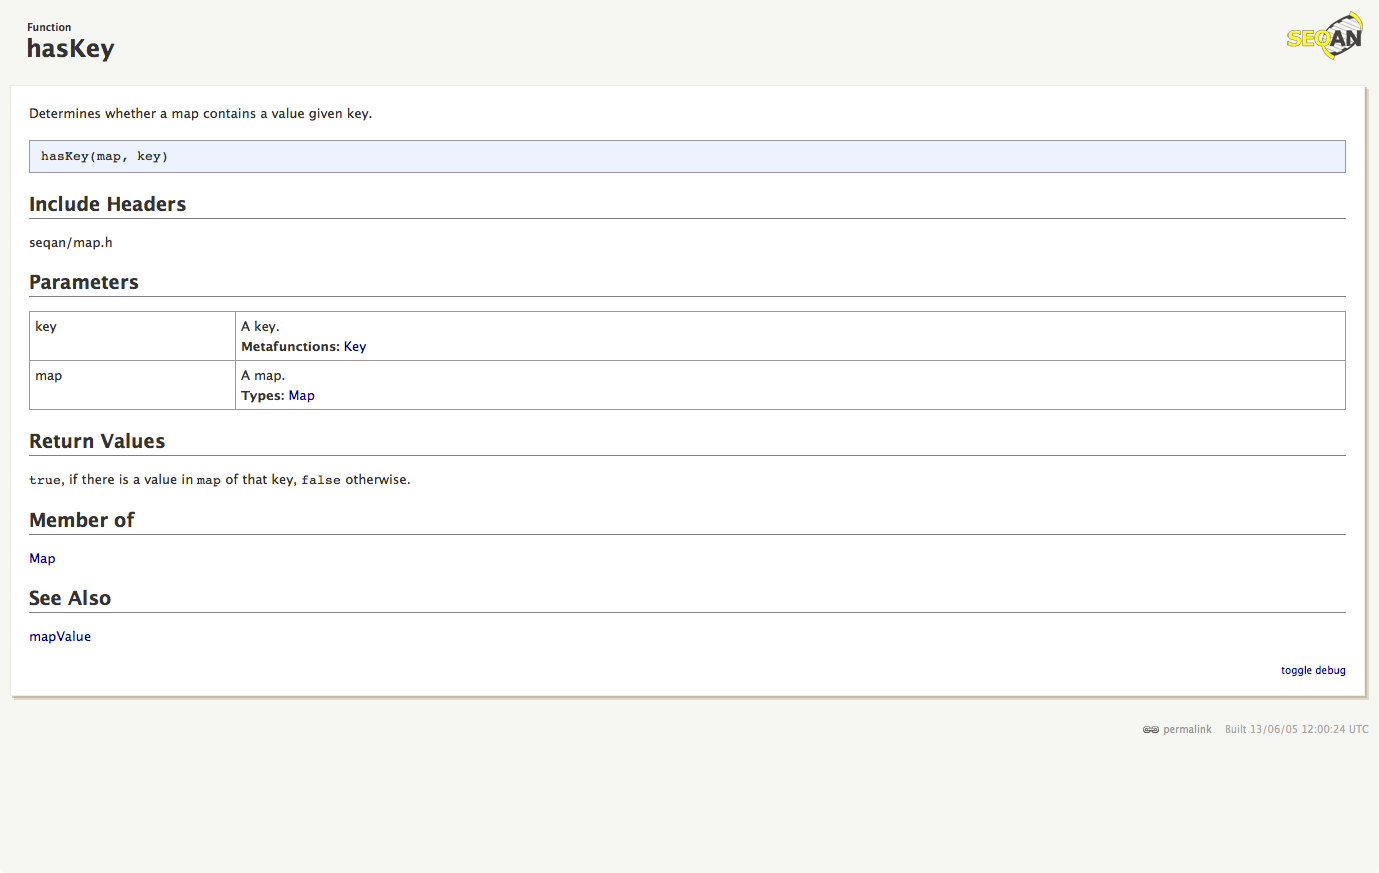 Function
hasKey
SEQAN
Determines whether a map contains a value given key.
hasKey(map, key)
Include Headers
seqan/map.h
Parameters
key
A key.
Metafunctions: Key
map
A map.
Types: Map
Return Values
true, if there is a value in map of that key, false otherwise.
Member of
Map
See Also
mapValue
toggle debug
permalink Built 13/06/05 12:00:24 UTC